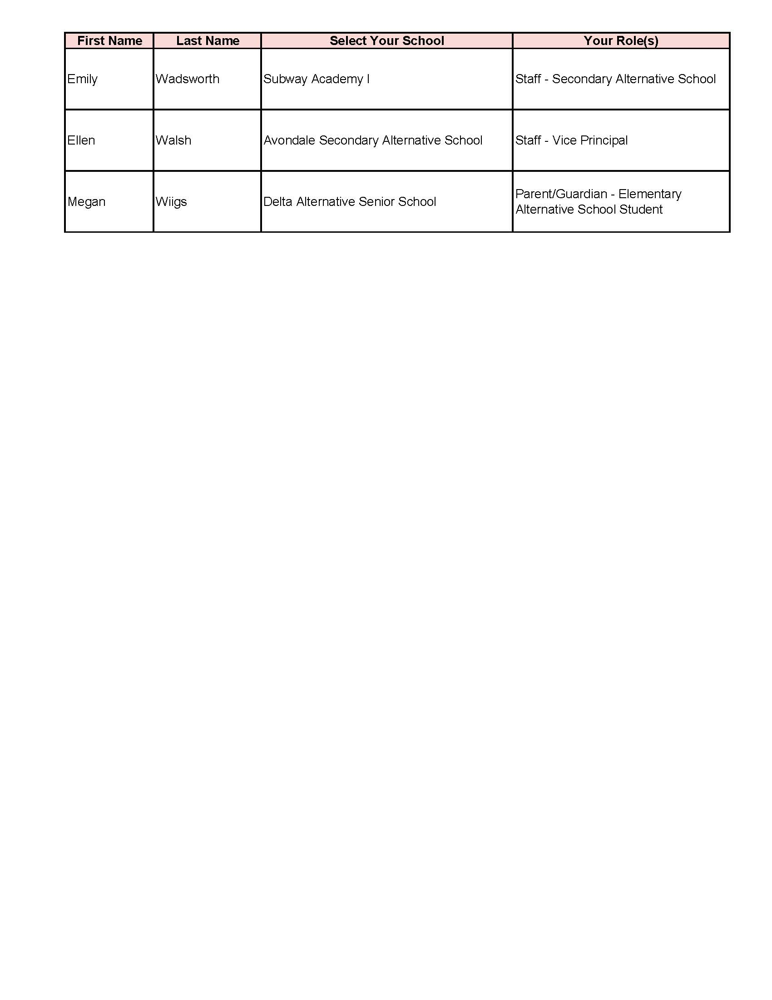 First Name Last Name Select Your School Your Role(s)
Emily Wadsworth Subway Academy I Staff - Secondary Alternative School
Ellen Walsh Avondale Secondary Alternative School Staff - Vice Principal
Megan Wiigs Delta Alternative Senior School Parent/Guardian - Elementary
Alternative School Student